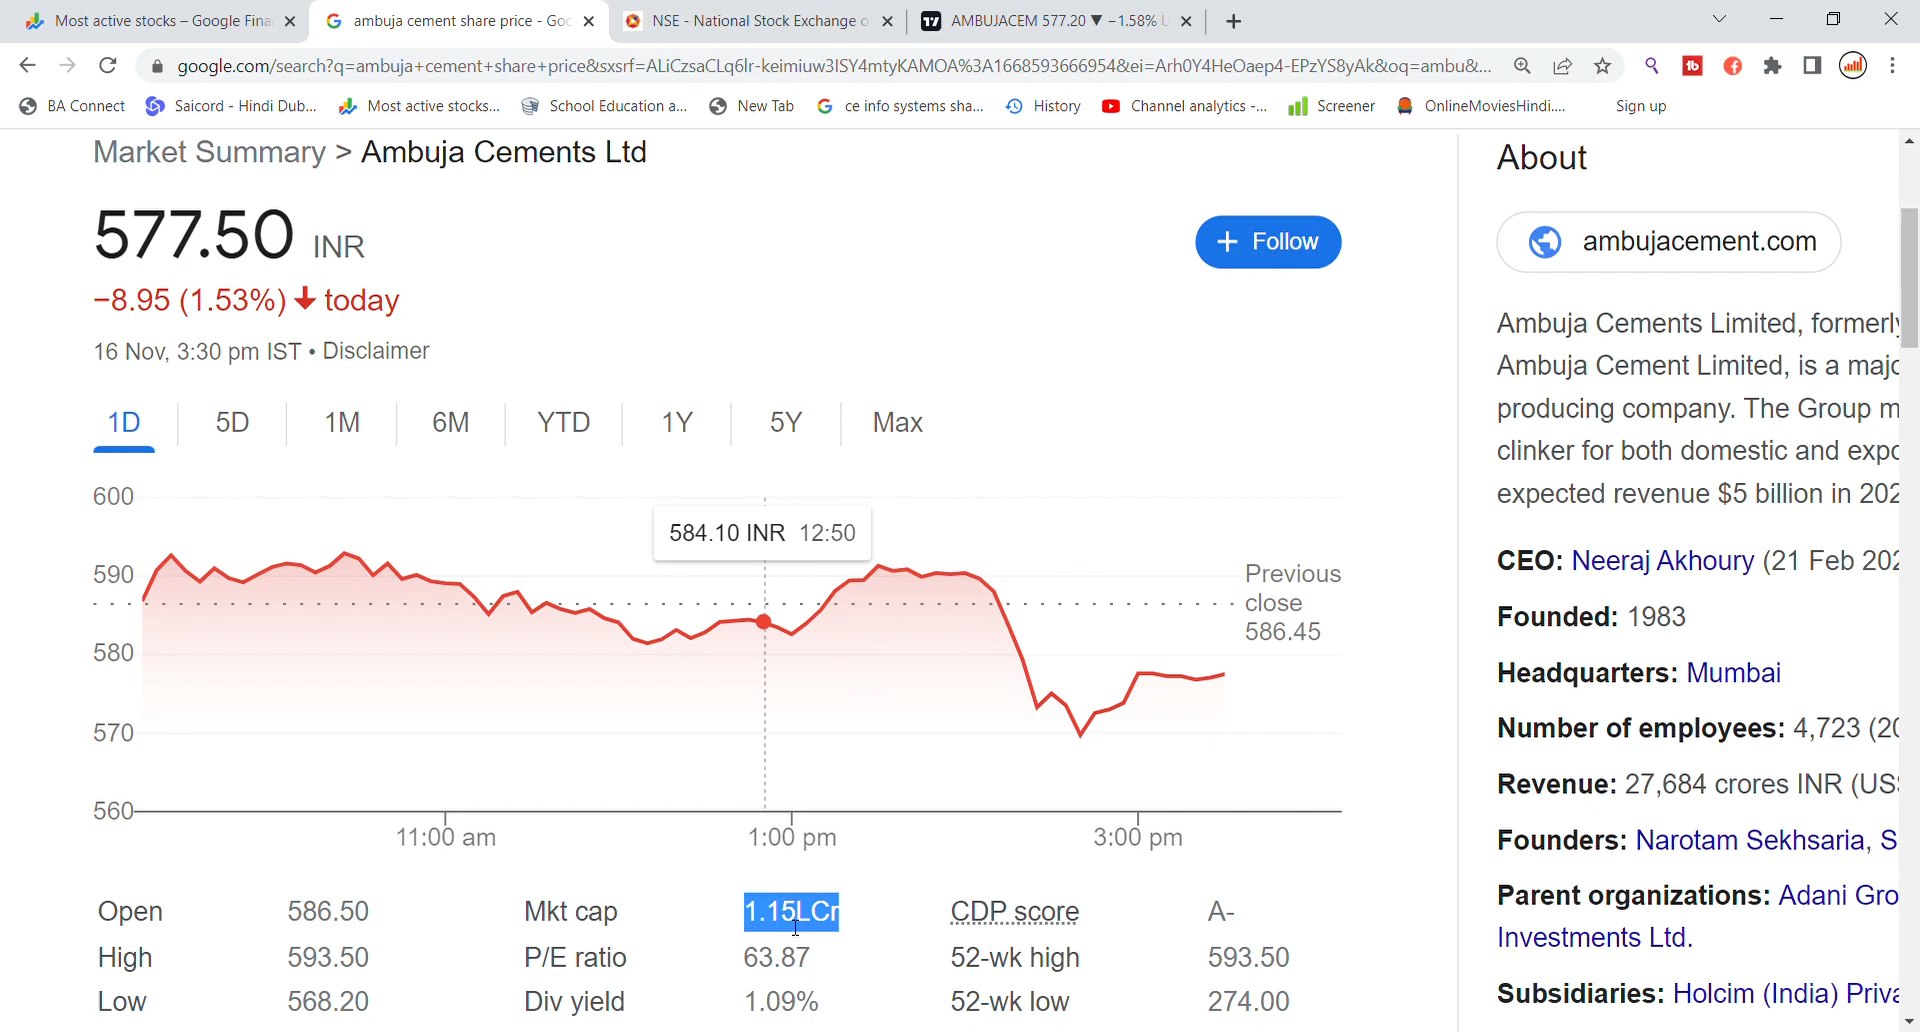 Most active stocks – Google Fina
ambuja cement share price - Goo
NSE - National Stock Exchange o
AMBUJACEM 577.20 ▼ −1.58% U
google.com/search?q=ambuja+cement+share+price&sxsrf=ALiCzsaCLq6lr-keimiuw3ISY4mtyKAMOA%3A1668593666954&ei=Arh0Y4HeOaep4-EPzYS8yAk&oq=ambu&...
BA Connect
Saicord - Hindi Dub...
Most active stocks...
School Education a...
New Tab
ce info systems sha...
History
Channel analytics -...
Screener
OnlineMoviesHindi....
Sign up
Market Summary > Ambuja Cements Ltd
577.50 INR
+ Follow
−8.95 (1.53%) ↓ today
16 Nov, 3:30 pm IST • Disclaimer
1D
5D
1M
6M
YTD
1Y
5Y
Max
600
590
580
570
560
584.10 INR 12:50
Previous
close
586.45
11:00 am
1:00 pm
3:00 pm
Open 586.50 Mkt cap 1.15LCr CDP score A-
High 593.50 P/E ratio 63.87 52-wk high 593.50
Low 568.20 Div yield 1.09% 52-wk low 274.00
About
ambujacement.com
Ambuja Cements Limited, formerly
Ambuja Cement Limited, is a majo
producing company. The Group m
clinker for both domestic and expo
expected revenue $5 billion in 202
CEO: Neeraj Akhoury (21 Feb 202
Founded: 1983
Headquarters: Mumbai
Number of employees: 4,723 (20
Revenue: 27,684 crores INR (US$
Founders: Narotam Sekhsaria, S
Parent organizations: Adani Gro
Investments Ltd.
Subsidiaries: Holcim (India) Priva